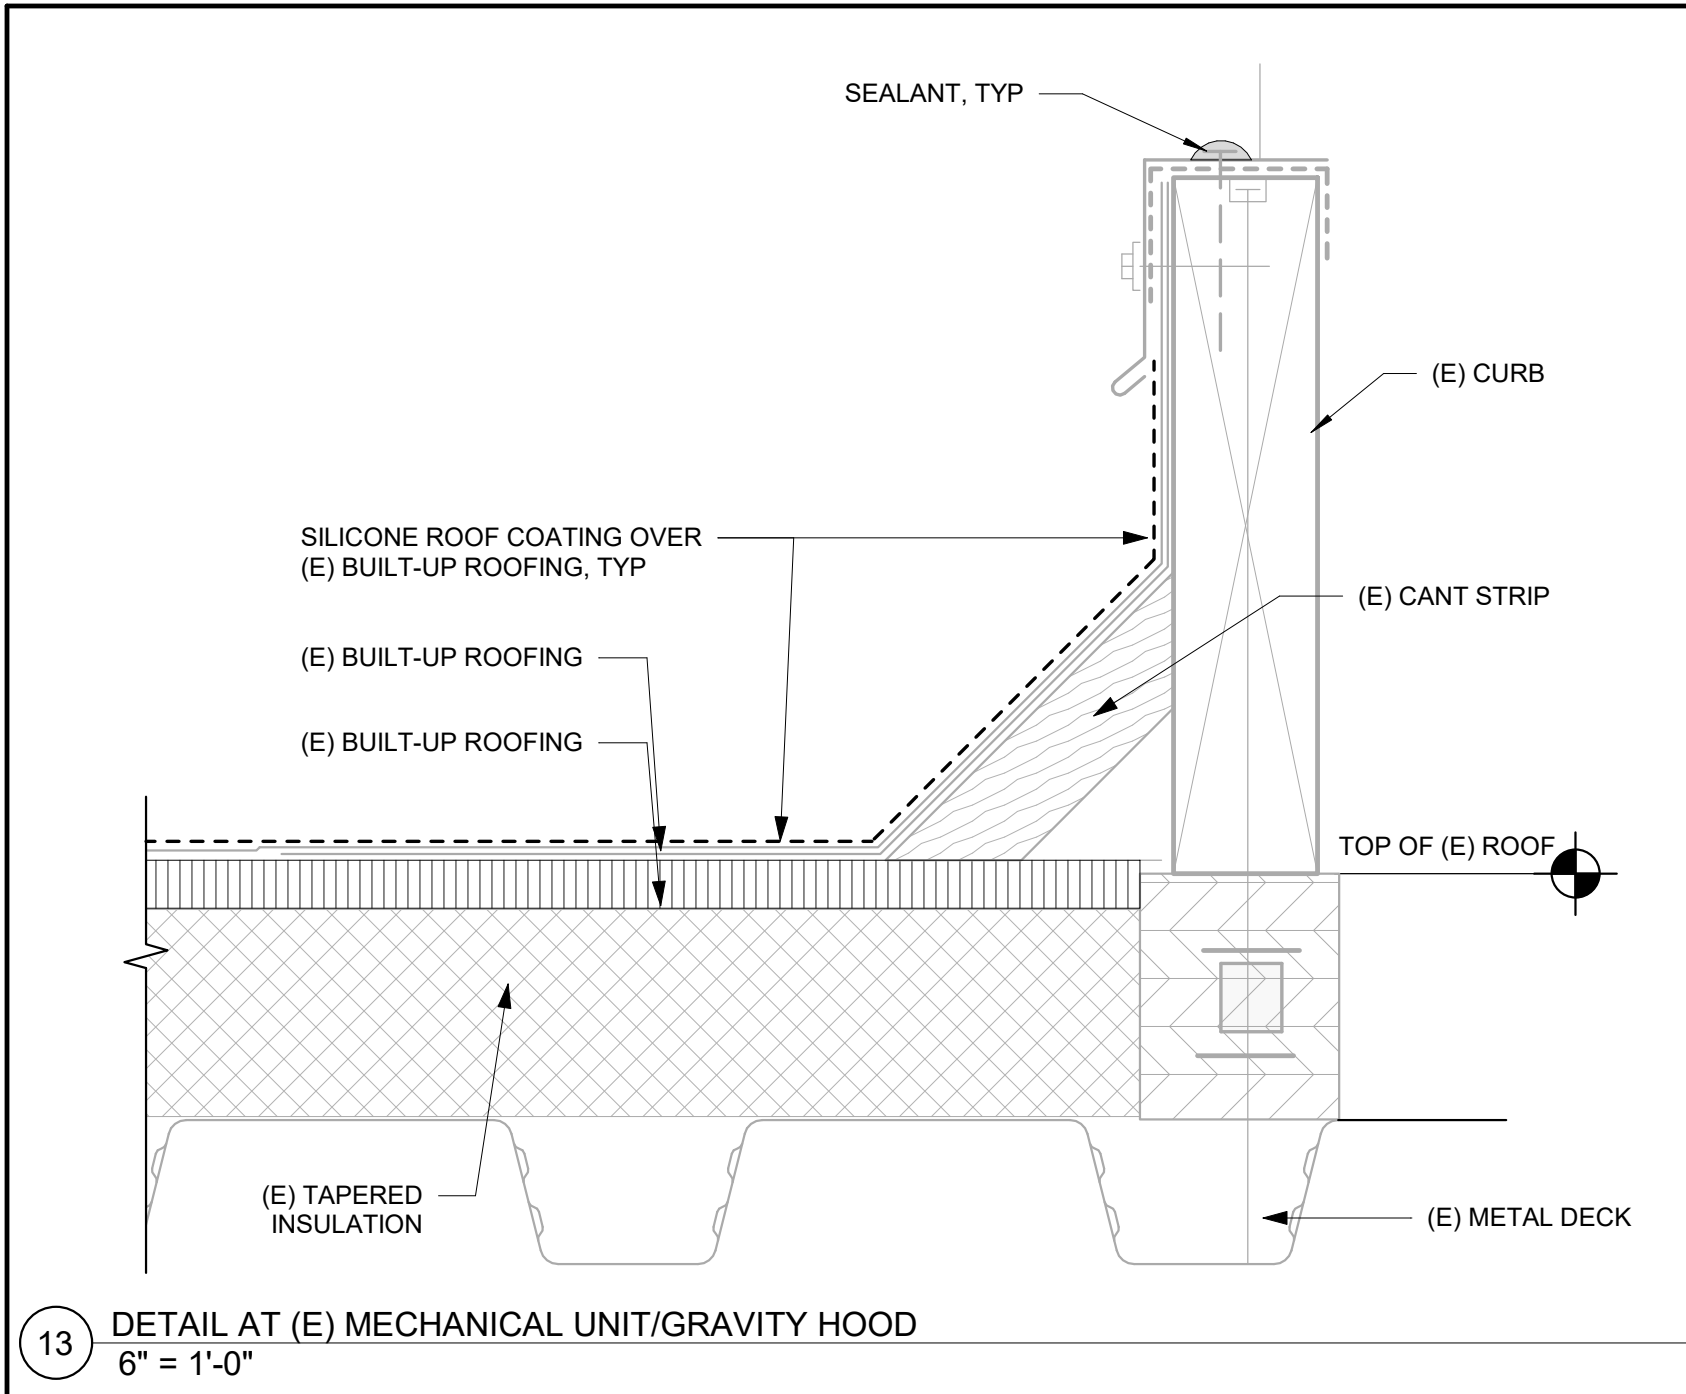 SEALANT, TYP
(E) CURB
SILICONE ROOF COATING OVER
(E) BUILT-UP ROOFING, TYP
(E) CANT STRIP
(E) BUILT-UP ROOFING
(E) BUILT-UP ROOFING
TOP OF (E) ROOF
(E) TAPERED
INSULATION
(E) METAL DECK
13
DETAIL AT (E) MECHANICAL UNIT/GRAVITY HOOD
6" = 1'-0"